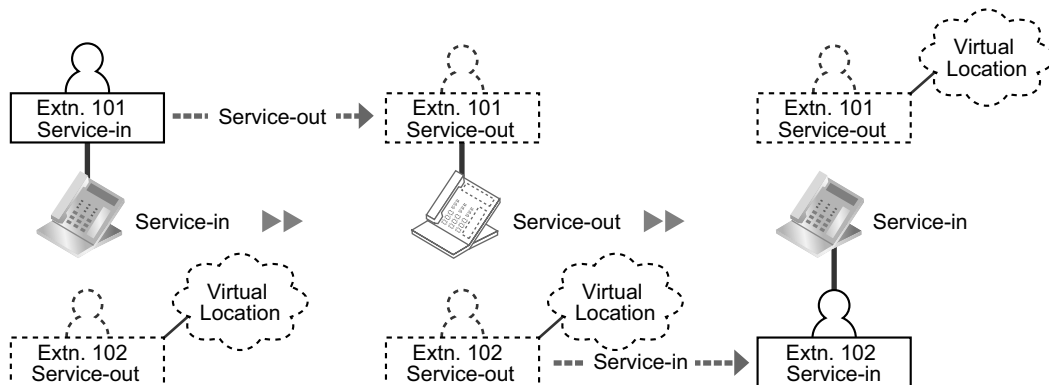 Virtual
Location
Extn. 101
Service-in
Service-out
Extn. 101
Service-out
Extn. 101
Service-out
Service-in
Service-out
Service-in
Virtual
Location
Virtual
Location
Extn. 102
Service-out
Extn. 102
Service-out
Service-in
Extn. 102
Service-in